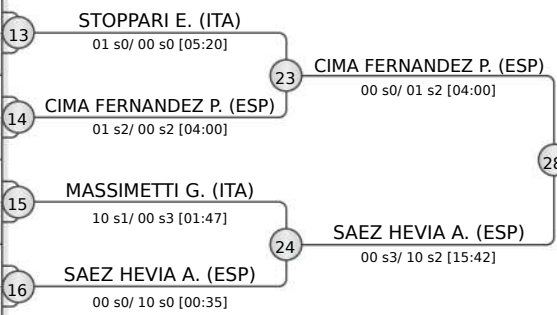 13
STOPPARI E. (ITA)
01 s0/ 00 s0 [05:20]
23
CIMA FERNANDEZ P. (ESP)
00 s0/ 01 s2 [04:00]
14
CIMA FERNANDEZ P. (ESP)
01 s2/ 00 s2 [04:00]
28
15
MASSIMETTI G. (ITA)
10 s1/ 00 s3 [01:47]
24
SAEZ HEVIA A. (ESP)
00 s3/ 10 s2 [15:42]
16
SAEZ HEVIA A. (ESP)
00 s0/ 10 s0 [00:35]